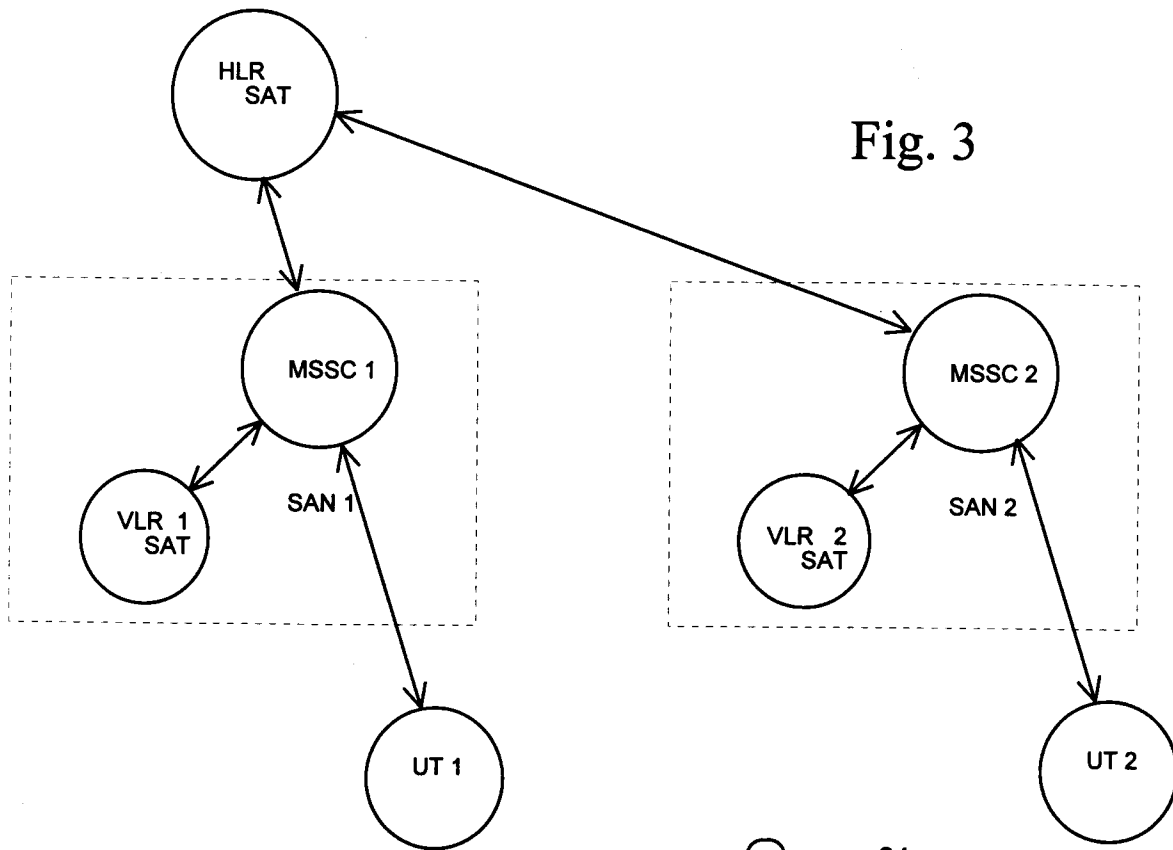 HLR
SAT
Fig. 3
MSSC 1
MSSC 2
SAN 1
SAN 2
VLR 1
SAT
VLR 2
SAT
UT 1
UT 2